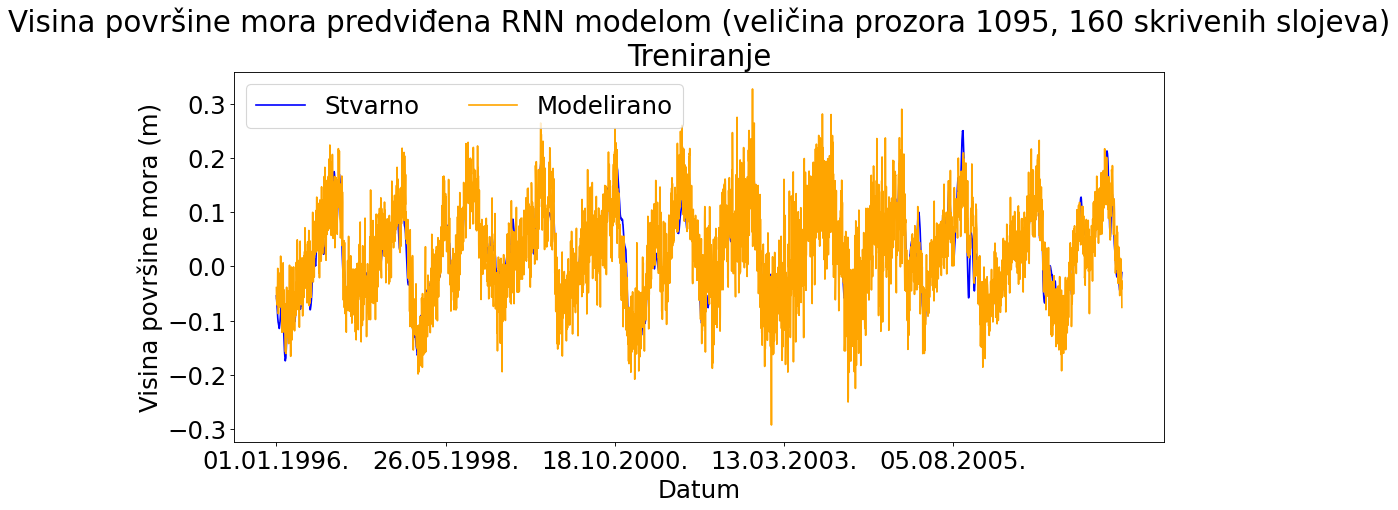 Visina površine mora predviđena RNN modelom (veličina prozora 1095, 160 skrivenih slojeva)
Treniranje
Stvarno Modelirano
Visina površine mora (m)
0.3
0.2
0.1
0.0
−0.1
−0.2
−0.3
01.01.1996. 26.05.1998. 18.10.2000. 13.03.2003. 05.08.2005.
Datum